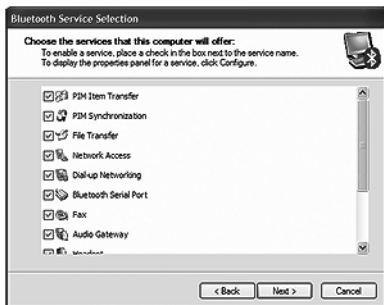 Bluetooth Service Selection
Choose the services that this computer will offer:
To enable a service, place a check in the box next to the service name.
To display the properties panel for a service, click Configure.
PIM Item Transfer
PIM Synchronization
File Transfer
Network Access
Dial-up Networking
Bluetooth Serial Port
Fax
Audio Gateway
Headset
< Back
Next >
Cancel